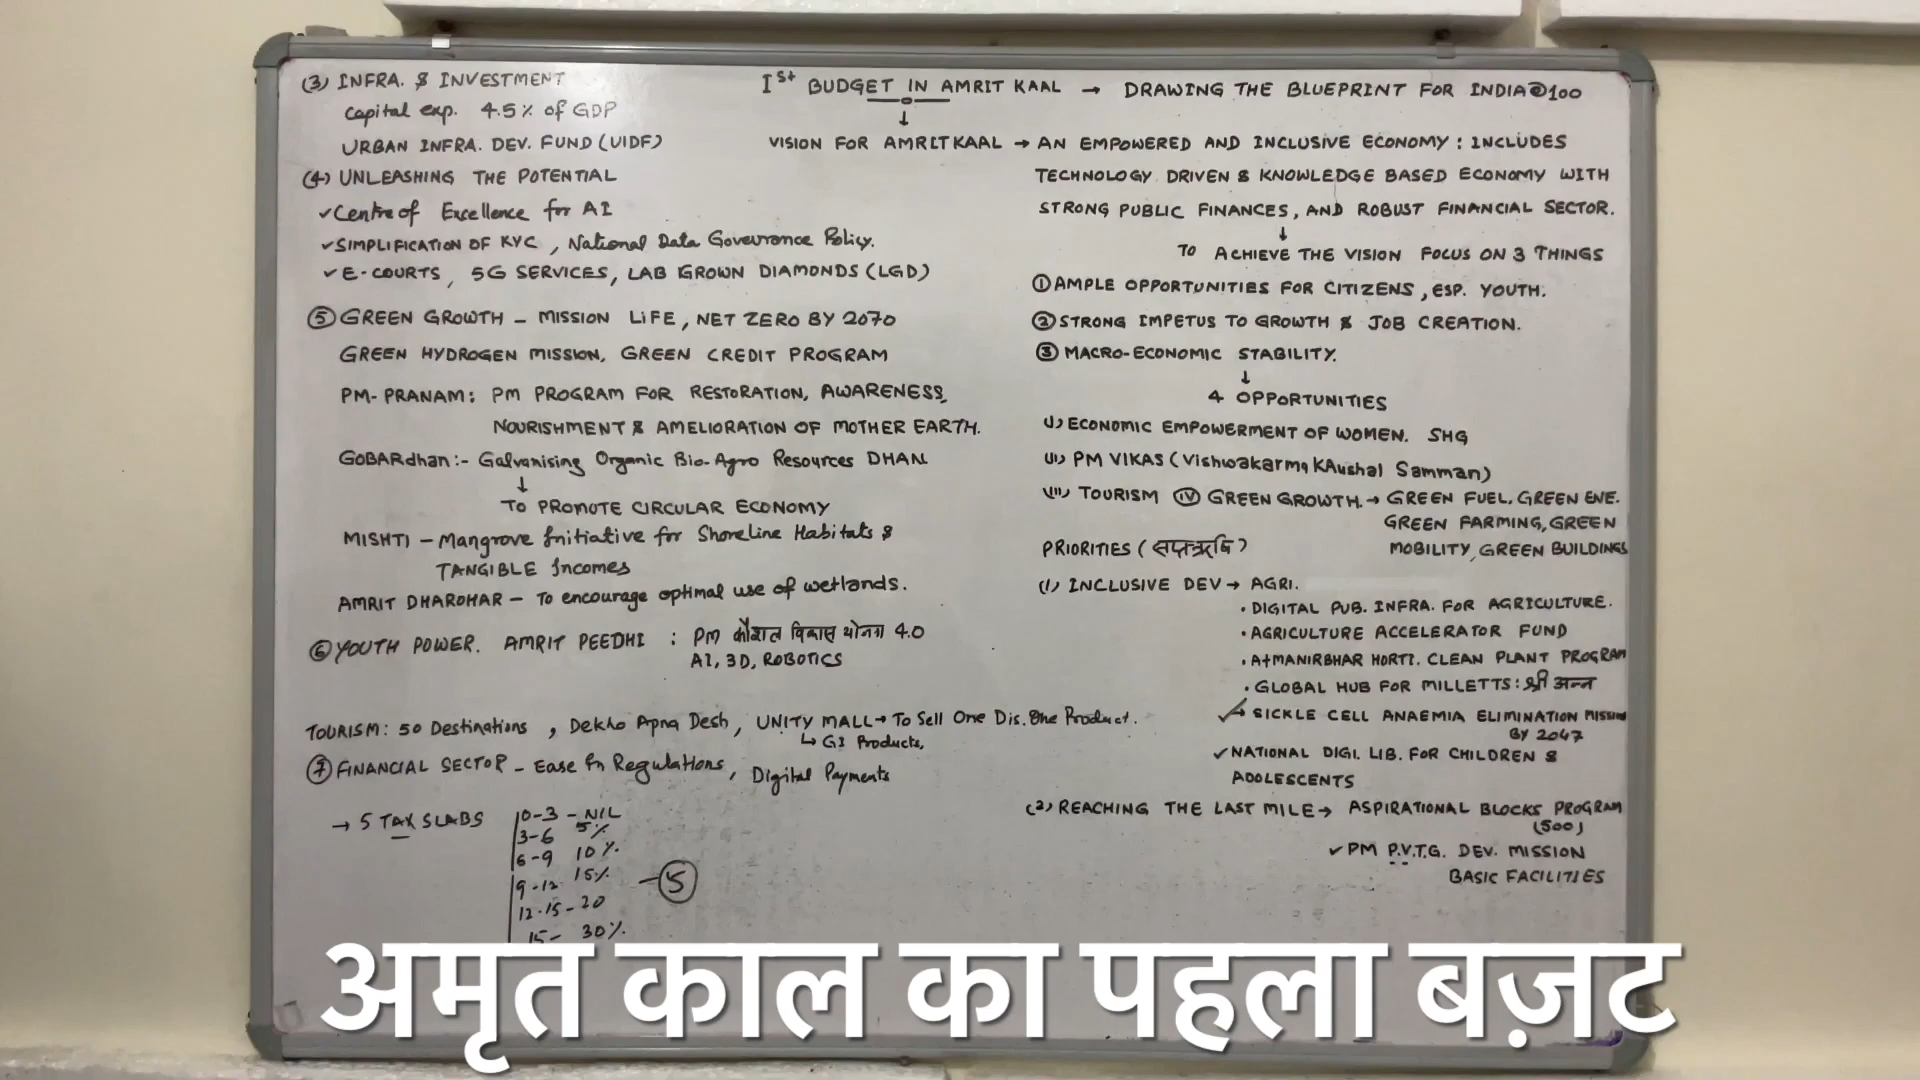 Ist BUDGET IN AMRIT KAAL → DRAWING THE BLUEPRINT FOR INDIA@100
↓
VISION FOR AMRIT KAAL → AN EMPOWERED AND INCLUSIVE ECONOMY : INCLUDES
TECHNOLOGY DRIVEN & KNOWLEDGE BASED ECONOMY WITH
STRONG PUBLIC FINANCES, AND ROBUST FINANCIAL SECTOR.
↓
TO ACHIEVE THE VISION FOCUS ON 3 THINGS
① AMPLE OPPORTUNITIES FOR CITIZENS, ESP. YOUTH.
② STRONG IMPETUS TO GROWTH & JOB CREATION.
③ MACRO-ECONOMIC STABILITY.
↓
4 OPPORTUNITIES
(i) ECONOMIC EMPOWERMENT OF WOMEN. SHG
(ii) PM VIKAS (Vishwakarma KAushal Samman)
(iii) TOURISM (IV) GREEN GROWTH. → GREEN FUEL, GREEN ENE.
GREEN FARMING, GREEN
MOBILITY, GREEN BUILDINGS
PRIORITIES (सप्तऋषि)
(1) INCLUSIVE DEV → AGRI.
• DIGITAL PUB. INFRA. FOR AGRICULTURE.
• AGRICULTURE ACCELERATOR FUND
• AtMANIRBHAR HORTI. CLEAN PLANT PROGRAM
• GLOBAL HUB FOR MILLETTS : श्री अन्न
✓→ SICKLE CELL ANAEMIA ELIMINATION MISSION
BY 2047
✓ NATIONAL DIGI. LIB. FOR CHILDREN &
ADOLESCENTS
(2) REACHING THE LAST MILE → ASPIRATIONAL BLOCKS PROGRAM
(500)
✓ PM P.V.T.G. DEV. MISSION
BASIC FACILITIES
(3) INFRA. & INVESTMENT
Capital exp. 4.5% of GDP
URBAN INFRA. DEV. FUND (UIDF)
(4) UNLEASHING THE POTENTIAL
✓ Centre of Excellence for AI
✓ SIMPLIFICATION OF KYC, National Data Goverrance Policy.
✓ E-COURTS, 5G SERVICES, LAB GROWN DIAMONDS (LGD)
⑤ GREEN GROWTH – MISSION LiFE, NET ZERO BY 2070
GREEN HYDROGEN MISSION, GREEN CREDIT PROGRAM
PM-PRANAM: PM PROGRAM FOR RESTORATION, AWARENESS,
NOURISHMENT & AMELIORATION OF MOTHER EARTH.
GOBARdhan :- Galvanising Organic Bio-Agro Resources DHAN
↓
TO PROMOTE CIRCULAR ECONOMY
MISHTI – Mangrove Initiative for Shoreline Habitats &
TANGIBLE Incomes
AMRIT DHAROHAR – To encourage optimal use of wetlands.
⑥ YOUTH POWER. AMRIT PEEDHI : PM कौशल विकास योजना 4.0
AI, 3D, ROBOTICS
TOURISM: 50 Destinations, Dekho Apna Desh, UNITY MALL → To Sell One Dis. One Product.
↳ GI Products,
⑦ FINANCIAL SECTOR – Ease in Regulations, Digital Payments
→ 5 TAX SLABS
0-3 – NIL
3-6 5%
6-9 10%
9-12 15%
12-15 – 20
15– 30%
– ⑤
अमृत काल का पहला बज़ट